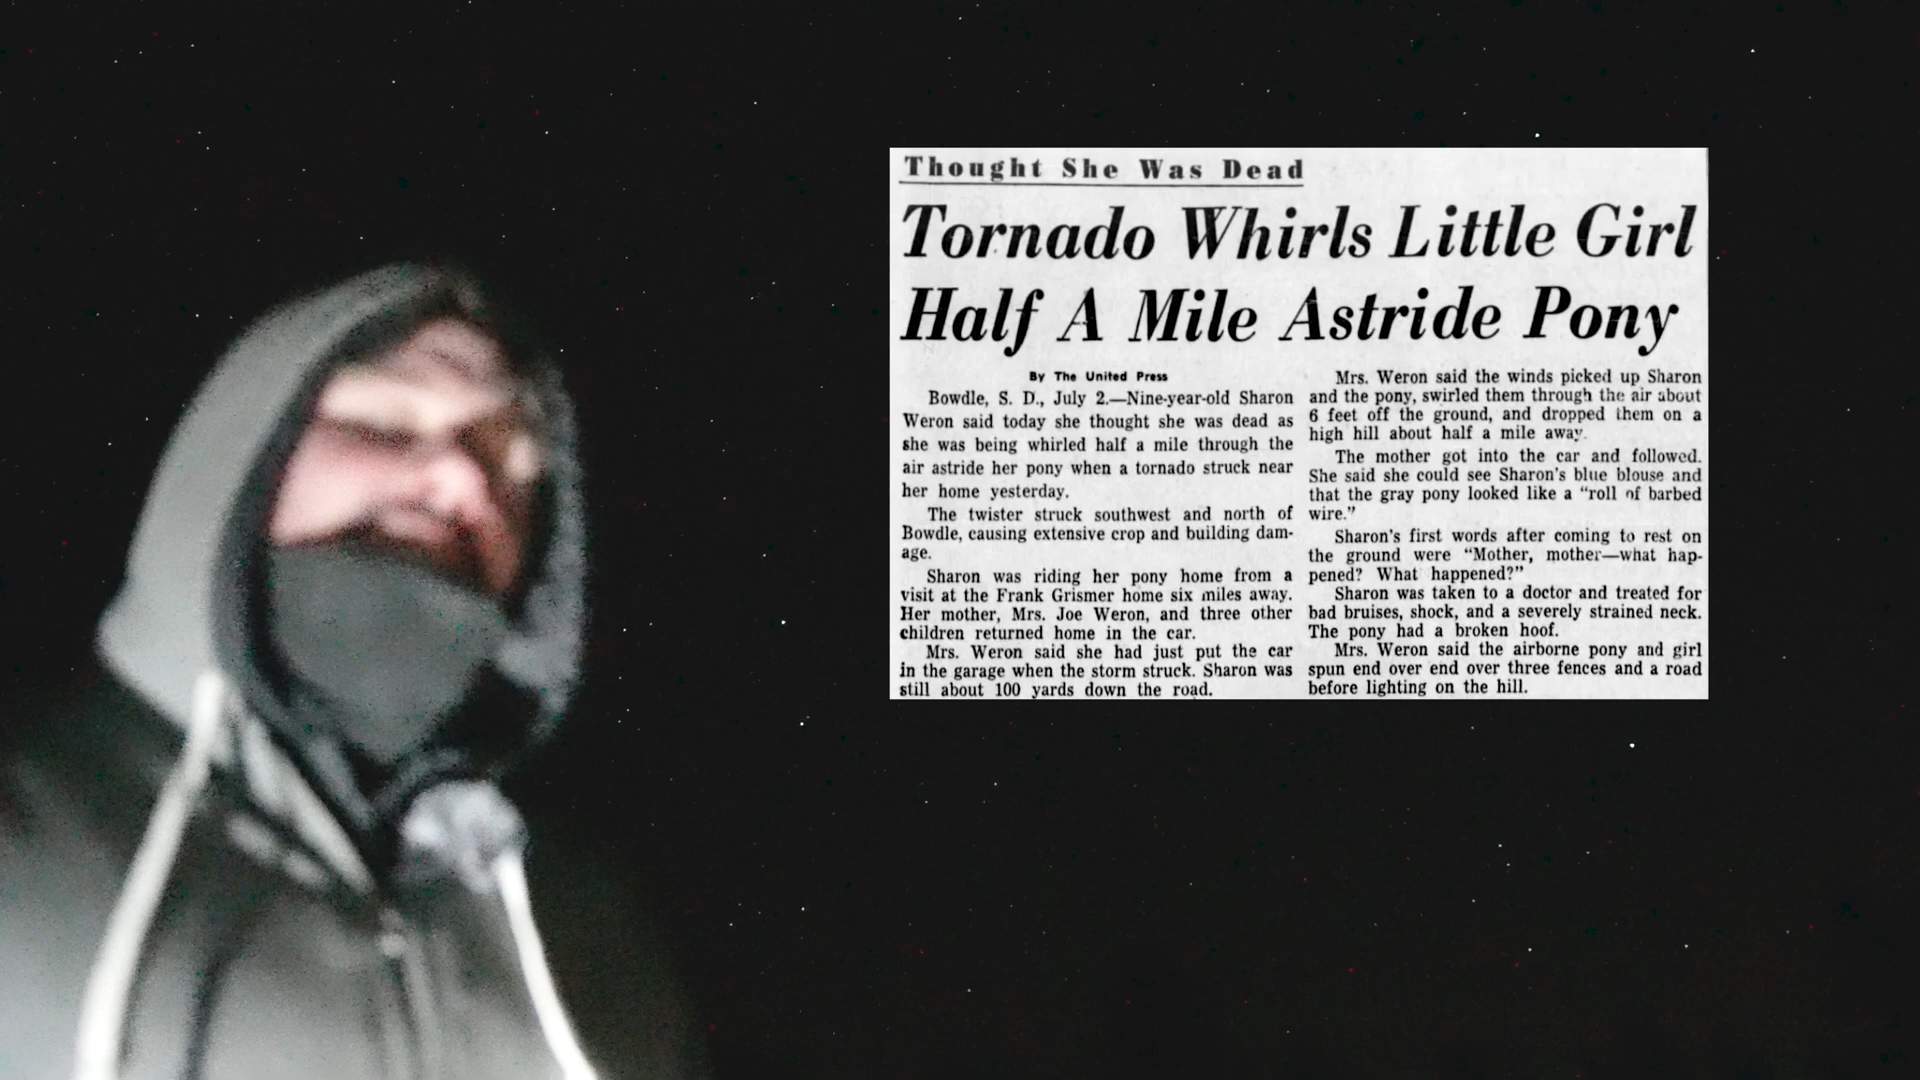 Thought She Was Dead
Tornado Whirls Little Girl
Half A Mile Astride Pony
By The United Press
Bowdle, S. D., July 2.—Nine-year-old Sharon
Weron said today she thought she was dead as
she was being whirled half a mile through the
air astride her pony when a tornado struck near
her home yesterday.
The twister struck southwest and north of
Bowdle, causing extensive crop and building dam-
age.
Sharon was riding her pony home from a
visit at the Frank Grismer home six miles away.
Her mother, Mrs. Joe Weron, and three other
children returned home in the car.
Mrs. Weron said she had just put the car
in the garage when the storm struck. Sharon was
still about 100 yards down the road.
Mrs. Weron said the winds picked up Sharon
and the pony, swirled them through the air about
6 feet off the ground, and dropped them on a
high hill about half a mile away.
The mother got into the car and followed.
She said she could see Sharon's blue blouse and
that the gray pony looked like a "roll of barbed
wire."
Sharon's first words after coming to rest on
the ground were "Mother, mother—what hap-
pened? What happened?"
Sharon was taken to a doctor and treated for
bad bruises, shock, and a severely strained neck.
The pony had a broken hoof.
Mrs. Weron said the airborne pony and girl
spun end over end over three fences and a road
before lighting on the hill.